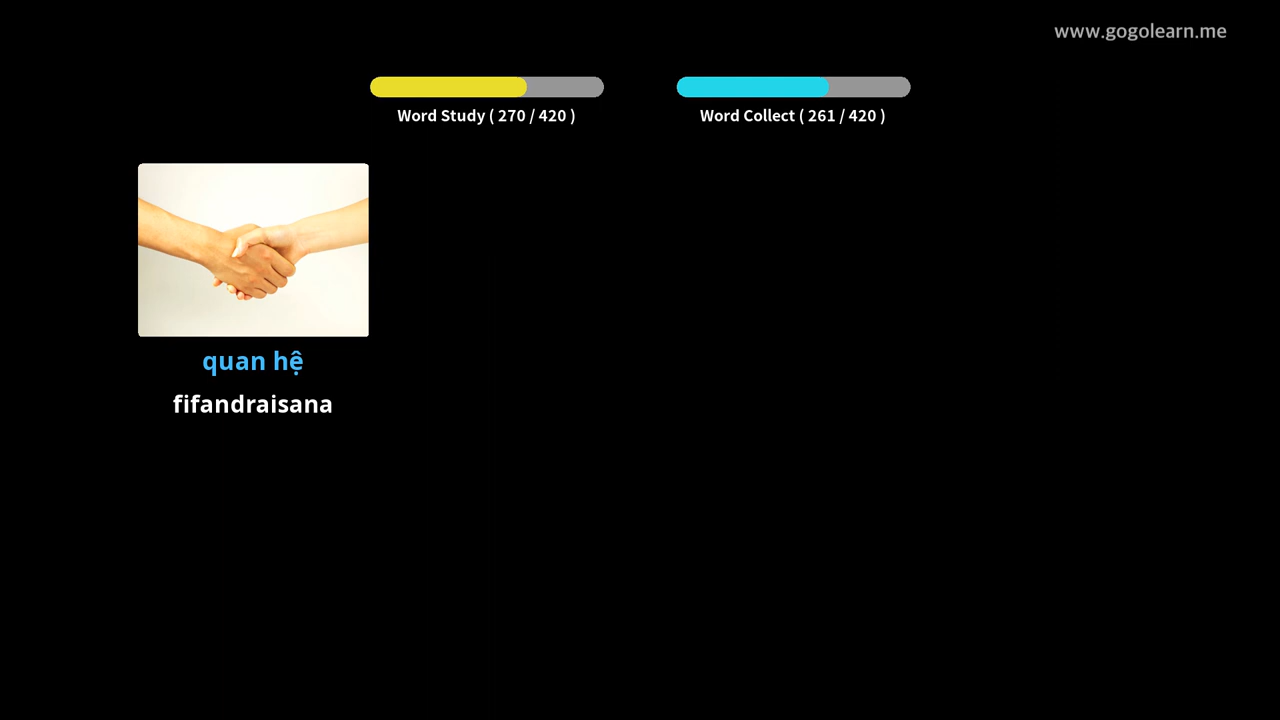 www.gogolearn.me
Word Study ( 270 / 420 )
Word Collect ( 261 / 420 )
quan hệ
fifandraisana